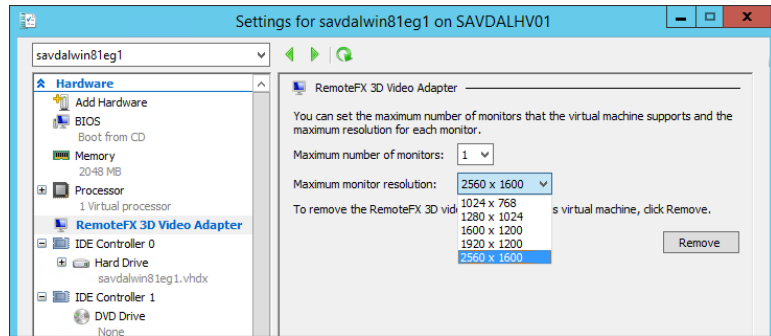 Settings for savdalwin81eg1 on SAVDALHV01
savdalwin81eg1
Hardware
Add Hardware
BIOS
Boot from CD
Memory
2048 MB
Processor
1 Virtual processor
RemoteFX 3D Video Adapter
IDE Controller 0
Hard Drive
savdalwin81eg1.vhdx
IDE Controller 1
DVD Drive
None
RemoteFX 3D Video Adapter
You can set the maximum number of monitors that the virtual machine supports and the
maximum resolution for each monitor.
Maximum number of monitors: 1
Maximum monitor resolution: 2560 x 1600
1024 x 768
1280 x 1024
1600 x 1200
1920 x 1200
2560 x 1600
To remove the RemoteFX 3D vid s virtual machine, click Remove.
Remove